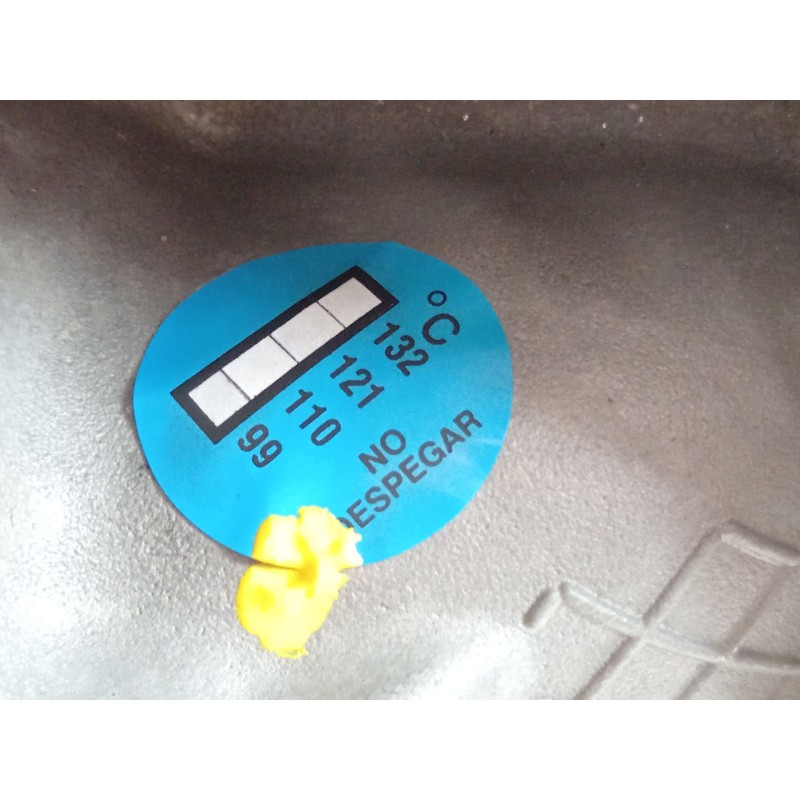 °C
99 110 121 132
NO
DESPEGAR